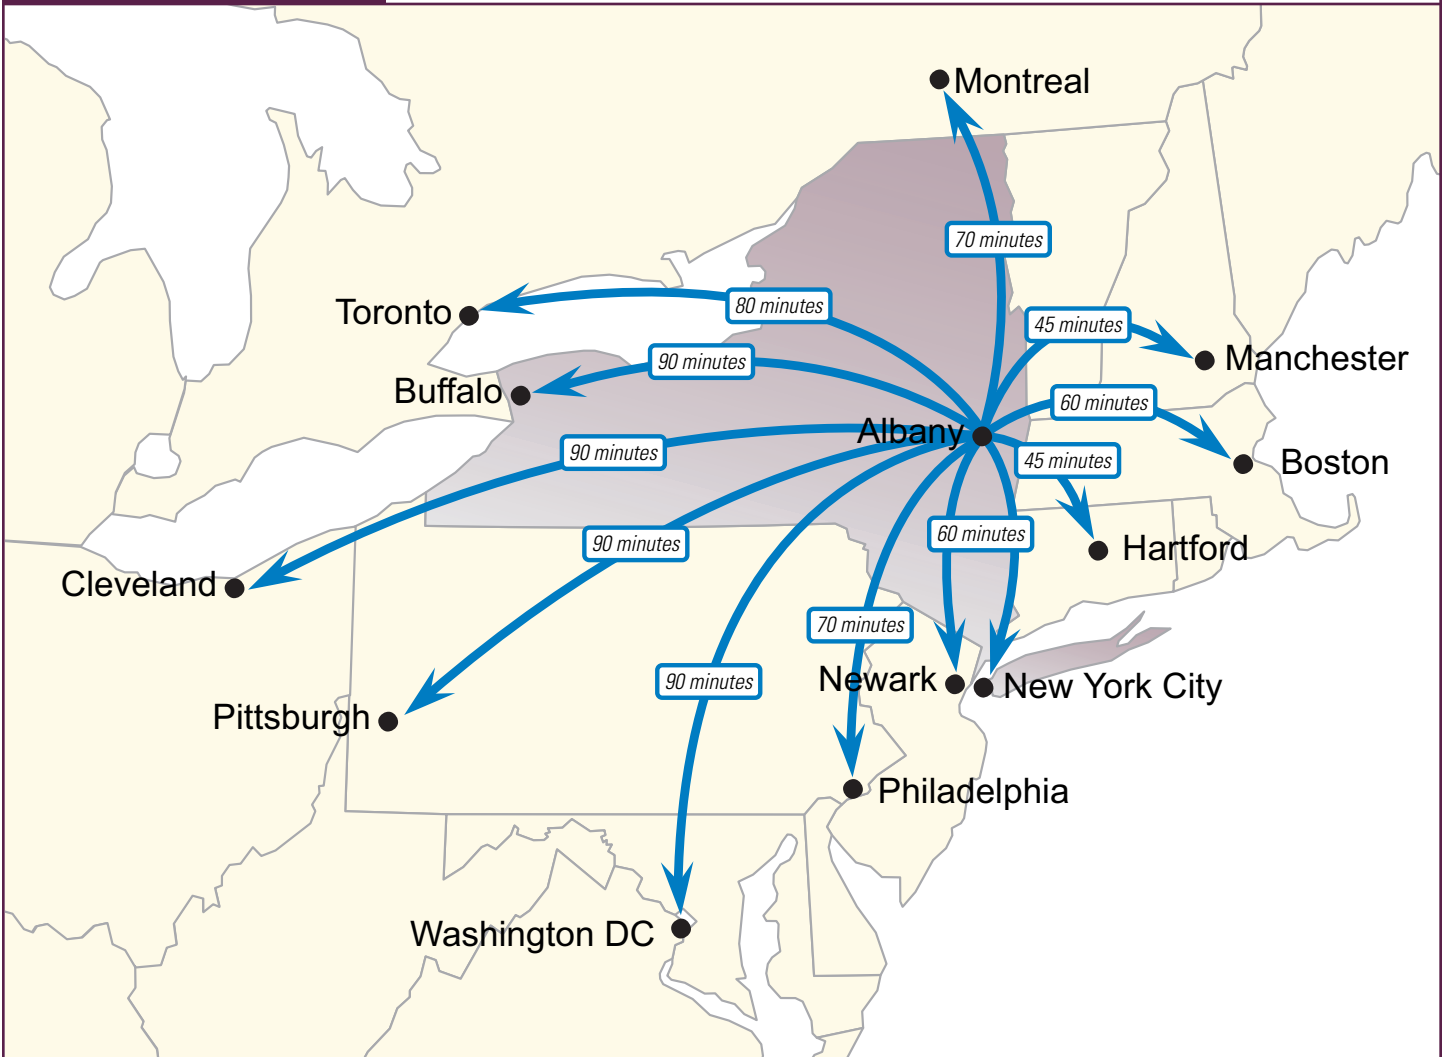 Montreal
70 minutes
80 minutes
Toronto
45 minutes
Manchester
90 minutes
Buffalo
60 minutes
Albany
90 minutes
45 minutes
Boston
60 minutes
90 minutes
Hartford
Cleveland
70 minutes
90 minutes
Newark
New York City
Pittsburgh
Philadelphia
Washington DC